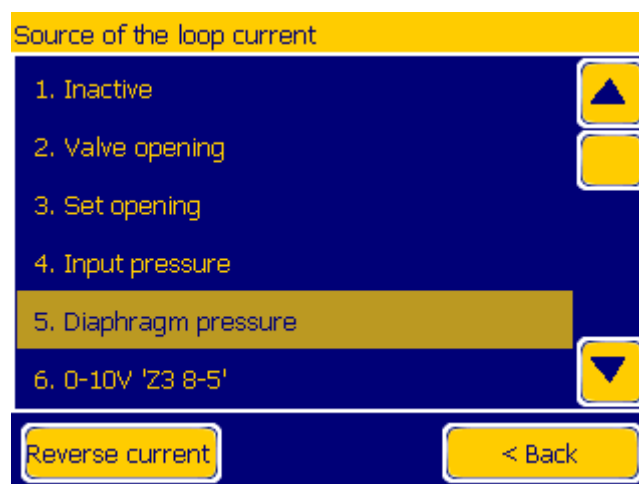 Source of the loop current
1. Inactive
2. Valve opening
3. Set opening
4. Input pressure
5. Diaphragm pressure
6. 0-10V 'Z3 8-5'
Reverse current
< Back